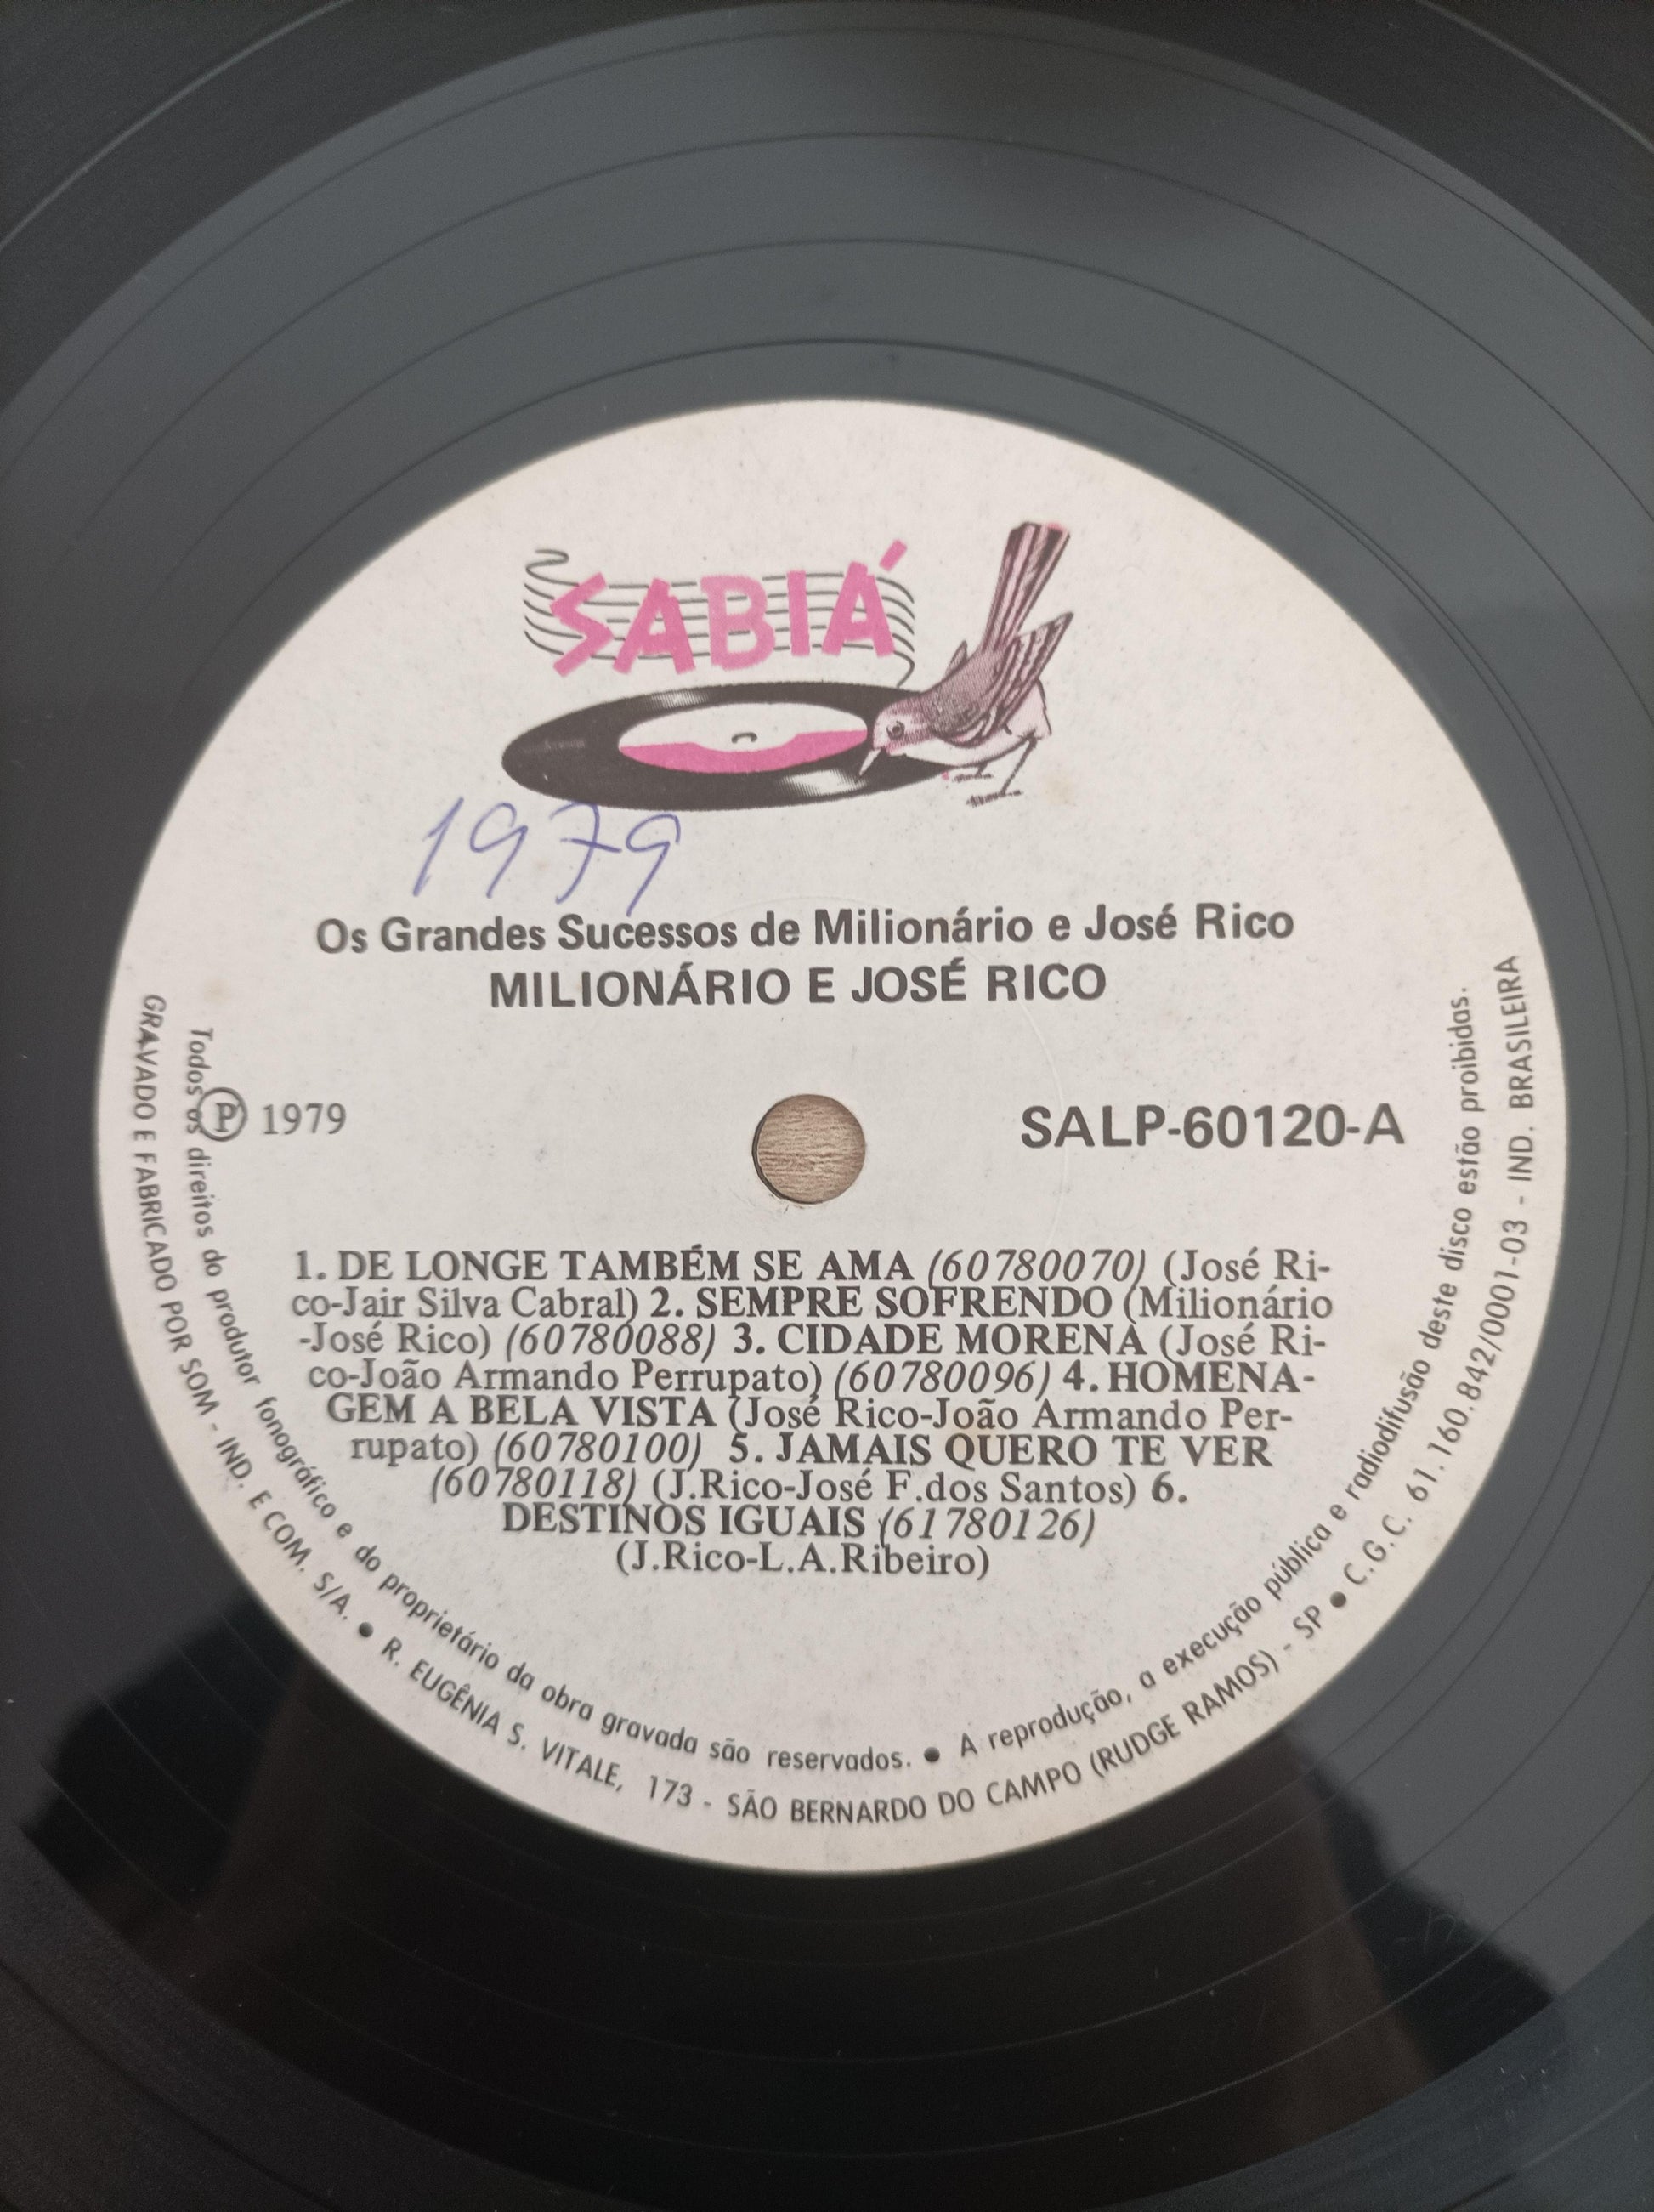 SABIÁ
1979
Os Grandes Sucessos de Milionário e José Rico
MILIONÁRIO E JOSÉ RICO
Ⓟ 1979
SALP-60120-A
1. DE LONGE TAMBÉM SE AMA (60780070) (José Ri-
co-Jair Silva Cabral) 2. SEMPRE SOFRENDO (Milionário
-José Rico) (60780088) 3. CIDADE MORENA (José Ri-
co-João Armando Perrupato) (60780096) 4. HOMENA-
GEM A BELA VISTA (José Rico-João Armando Per-
rupato) (60780100) 5. JAMAIS QUERO TE VER
(60780118) (J.Rico-José F.dos Santos) 6.
DESTINOS IGUAIS (61780126)
(J.Rico-L.A.Ribeiro)
Todos os direitos do produtor fonográfico e do proprietário da obra gravada são reservados. • A reprodução, a execução pública e radiodifusão deste disco estão proibidas.
GRAVADO E FABRICADO POR SOM - IND. E COM. S/A. • R. EUGÊNIA S. VITALE, 173 - SÃO BERNARDO DO CAMPO (RUDGE RAMOS) - SP • C.G.C. 61.160.842/0001-03 - IND. BRASILEIRA